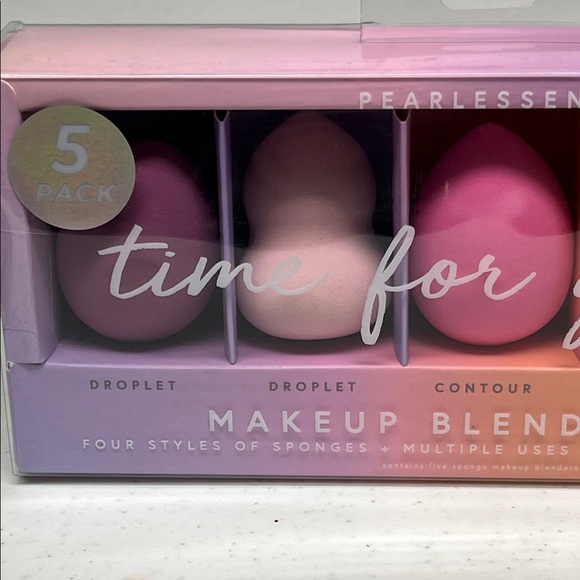 PEARLESSEN
5
PACK
time for
DROPLET
DROPLET
CONTOUR
MAKEUP BLEND
FOUR STYLES OF SPONGES + MULTIPLE USES
contains five sponge makeup blenders